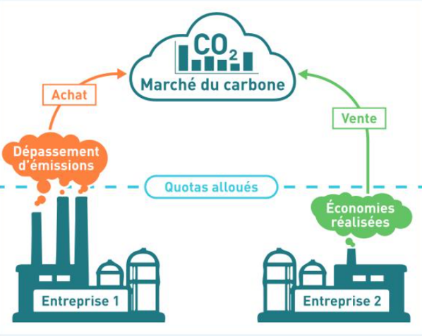 CO2
Marché du carbone
Achat
Vente
Dépassement
d'émissions
Quotas alloués
Économies
réalisées
Entreprise 1
Entreprise 2